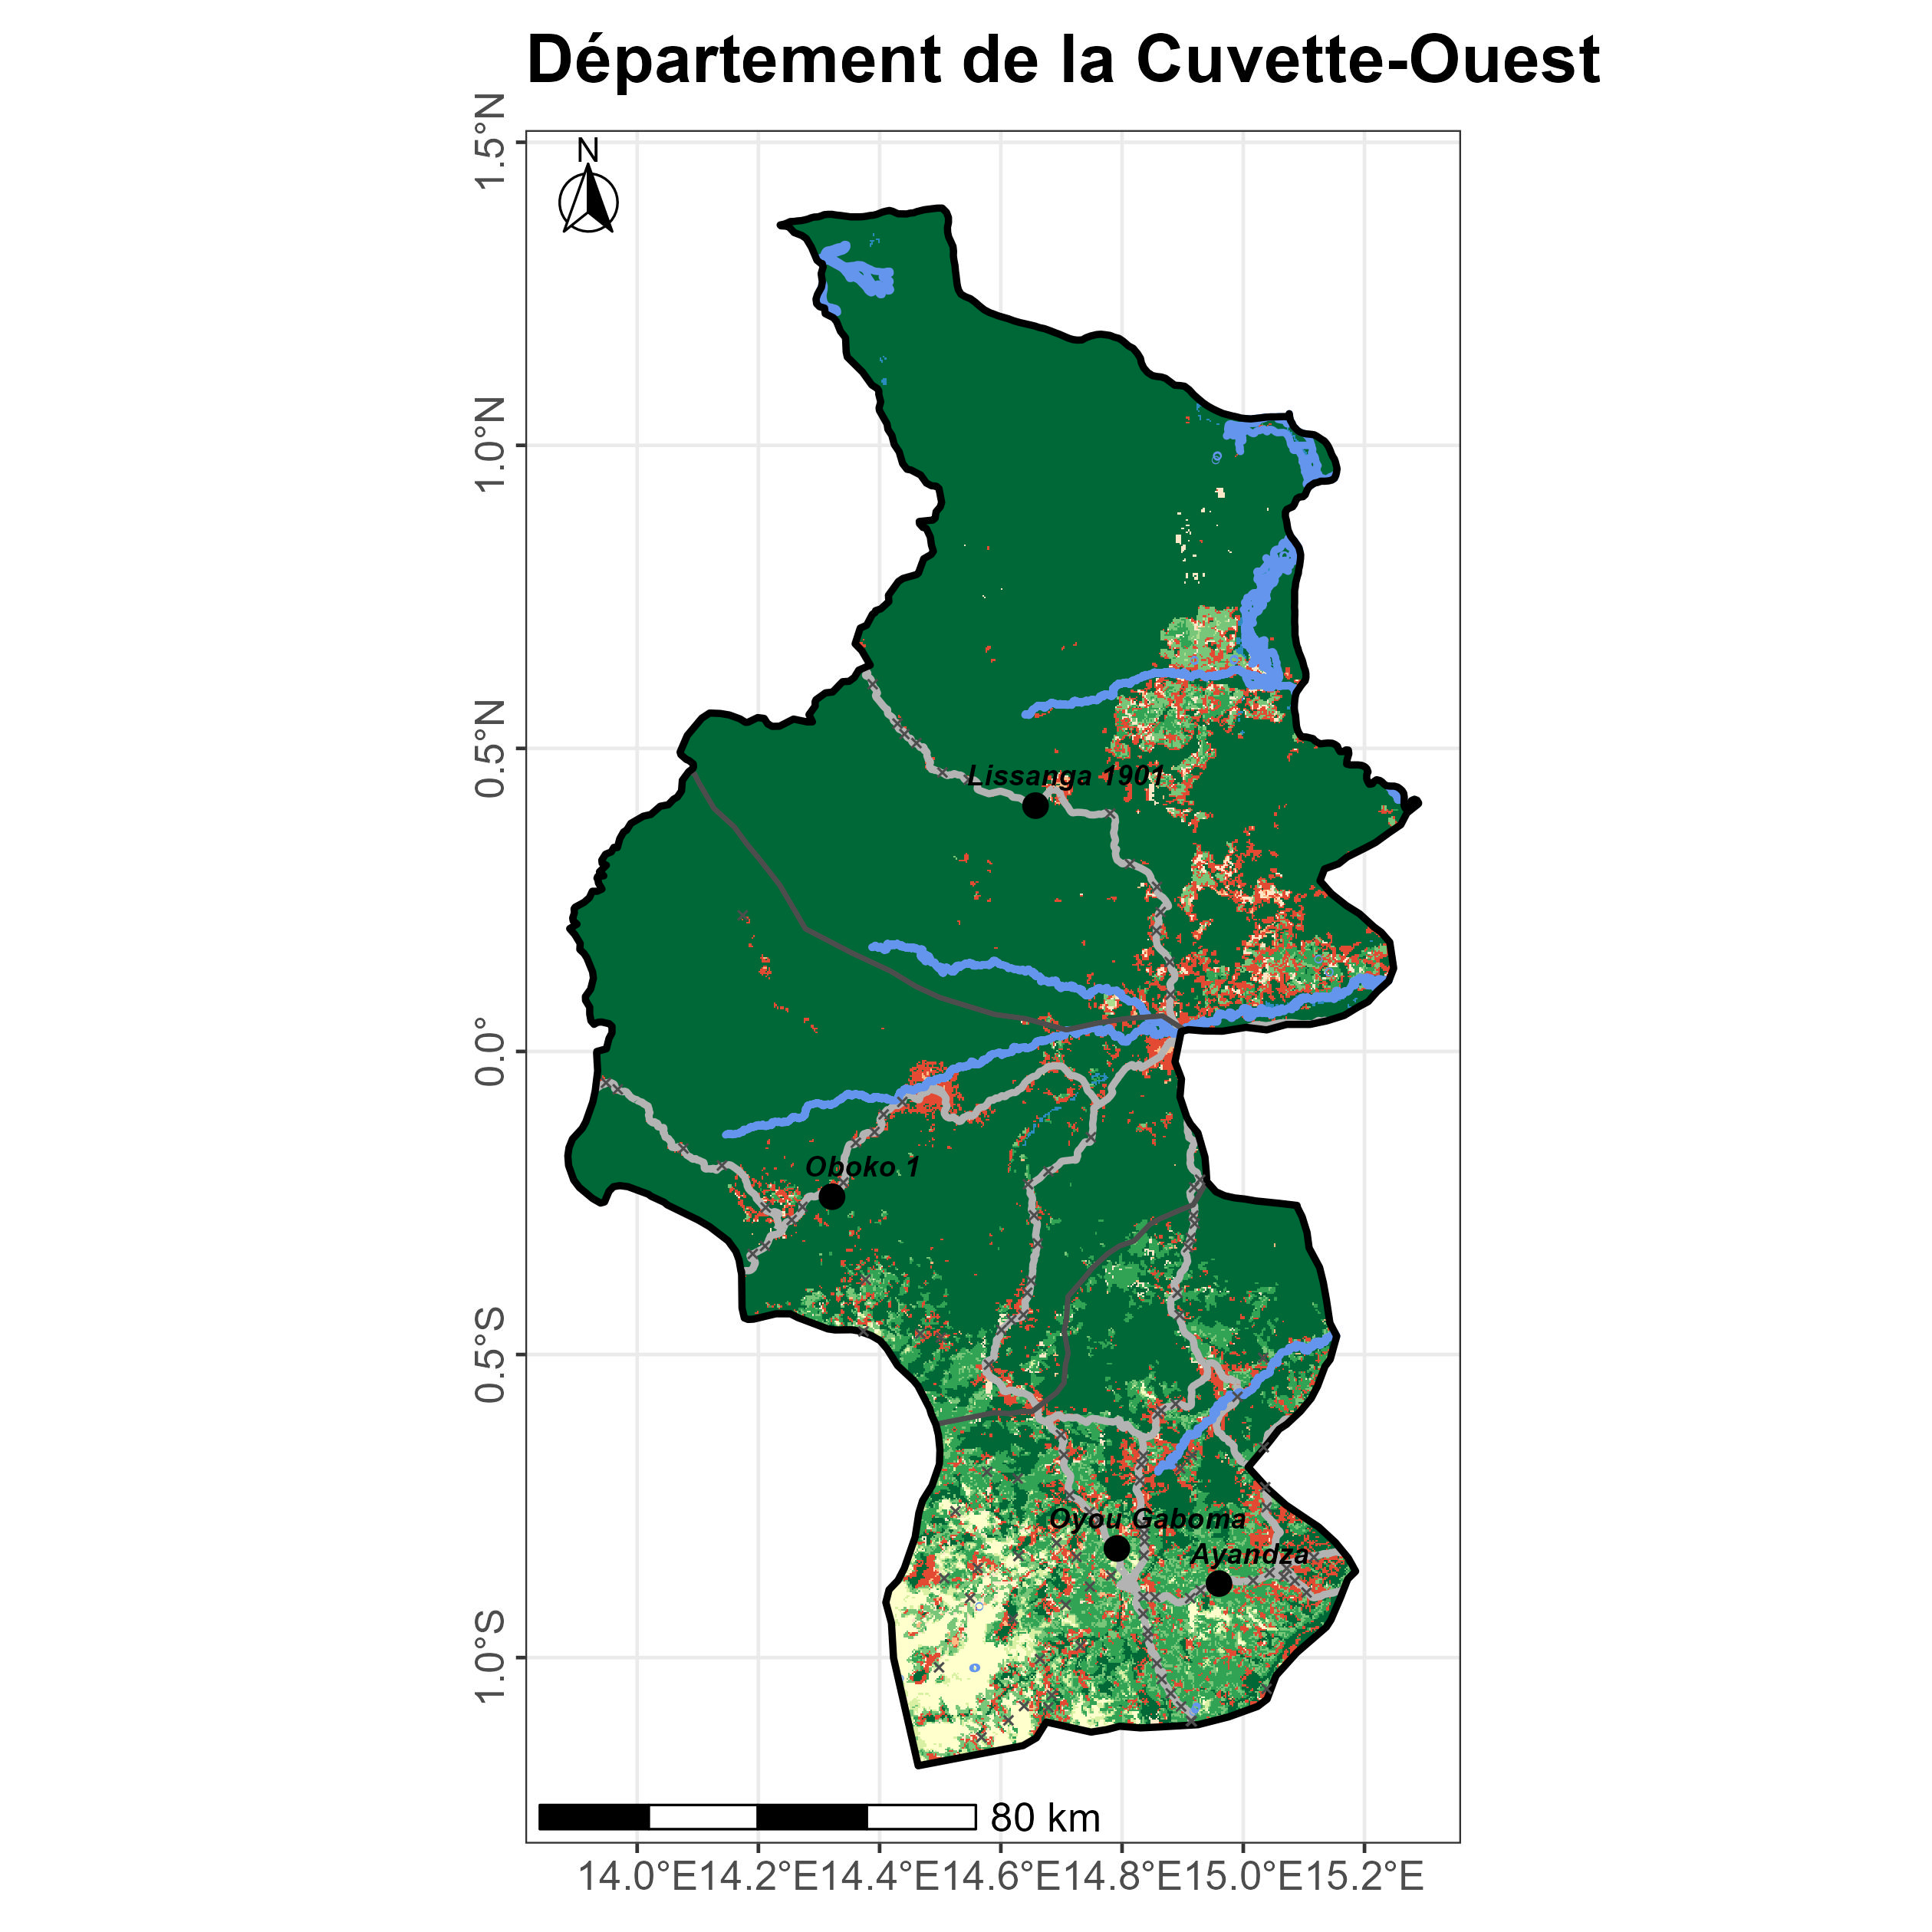 Département de la Cuvette-Ouest
N
1.5°N
1.0°N
0.5°N
0.0°
0.5°S
1.0°S
Lissanga 1901
Oboko 1
Oyou Gaboma
Ayandza
80 km
14.0°E 14.2°E 14.4°E 14.6°E 14.8°E 15.0°E 15.2°E